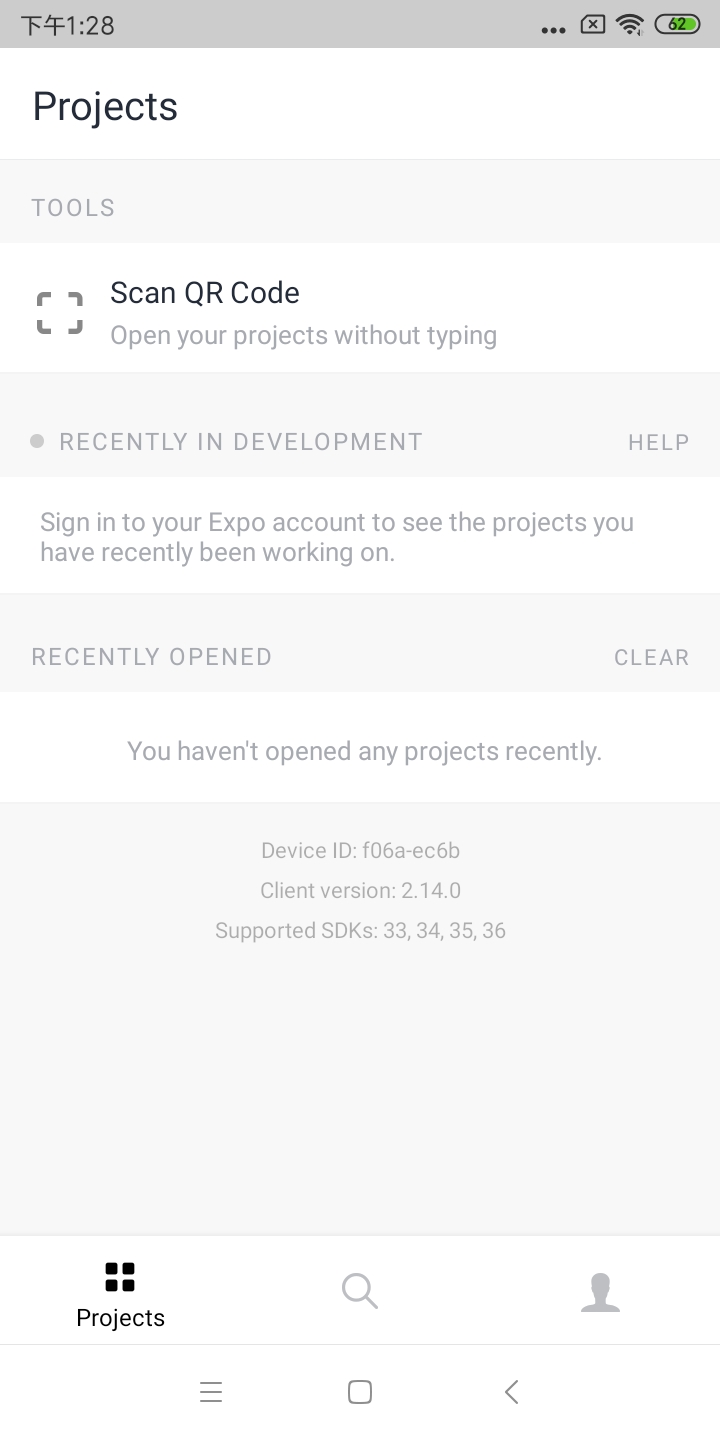 下午1:28
62
Projects
TOOLS
Scan QR Code
Open your projects without typing
RECENTLY IN DEVELOPMENT
HELP
Sign in to your Expo account to see the projects you
have recently been working on.
RECENTLY OPENED
CLEAR
You haven't opened any projects recently.
Device ID: f06a-ec6b
Client version: 2.14.0
Supported SDKs: 33, 34, 35, 36
Projects